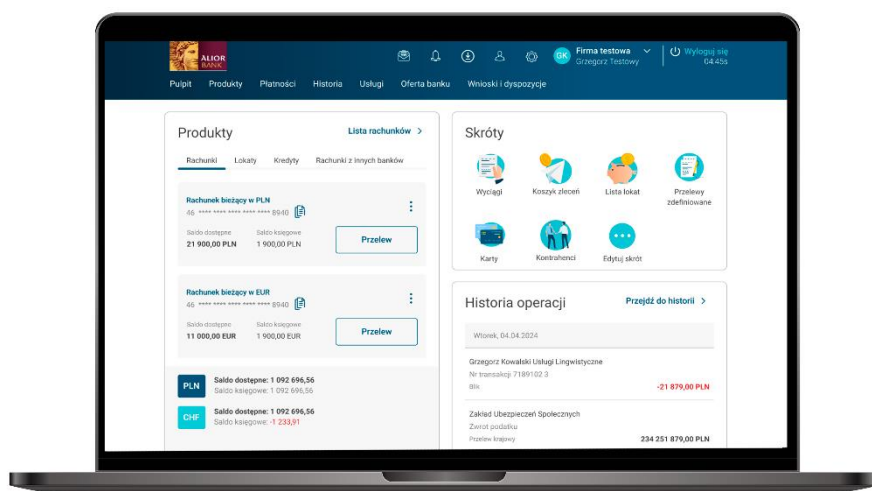 ALIOR
BANK
GK
Firma testowa
Grzegorz Testowy
Wyloguj się
04:45s
Pulpit Produkty Płatności Historia Usługi Oferta banku Wnioski i dyspozycje
Produkty
Lista rachunków >
Rachunki Lokaty Kredyty Rachunki z innych banków
Rachunek bieżący w PLN
46 **** **** **** **** **** 8940
Saldo dostępne Saldo księgowe
21 900,00 PLN 1 900,00 PLN
Przelew
Rachunek bieżący w EUR
46 **** **** **** **** **** 8940
Saldo dostępne Saldo księgowe
11 000,00 EUR 1 900,00 EUR
Przelew
PLN
Saldo dostępne: 1 092 696,56
Saldo księgowe: 1 092 696,56
CHF
Saldo dostępne: 1 092 696,56
Saldo księgowe: -1 233,91
Skróty
Wyciągi Koszyk zleceń Lista lokat Przelewy
zdefiniowane
Karty Kontrahenci Edytuj skrót
Historia operacji
Przejdź do historii >
Wtorek, 04.04.2024
Grzegorz Kowalski Usługi Lingwistyczne
Nr transakcji 7189102 3
Blik -21 879,00 PLN
Zakład Ubezpieczeń Społecznych
Zwrot podatku
Przelew krajowy 234 251 879,00 PLN